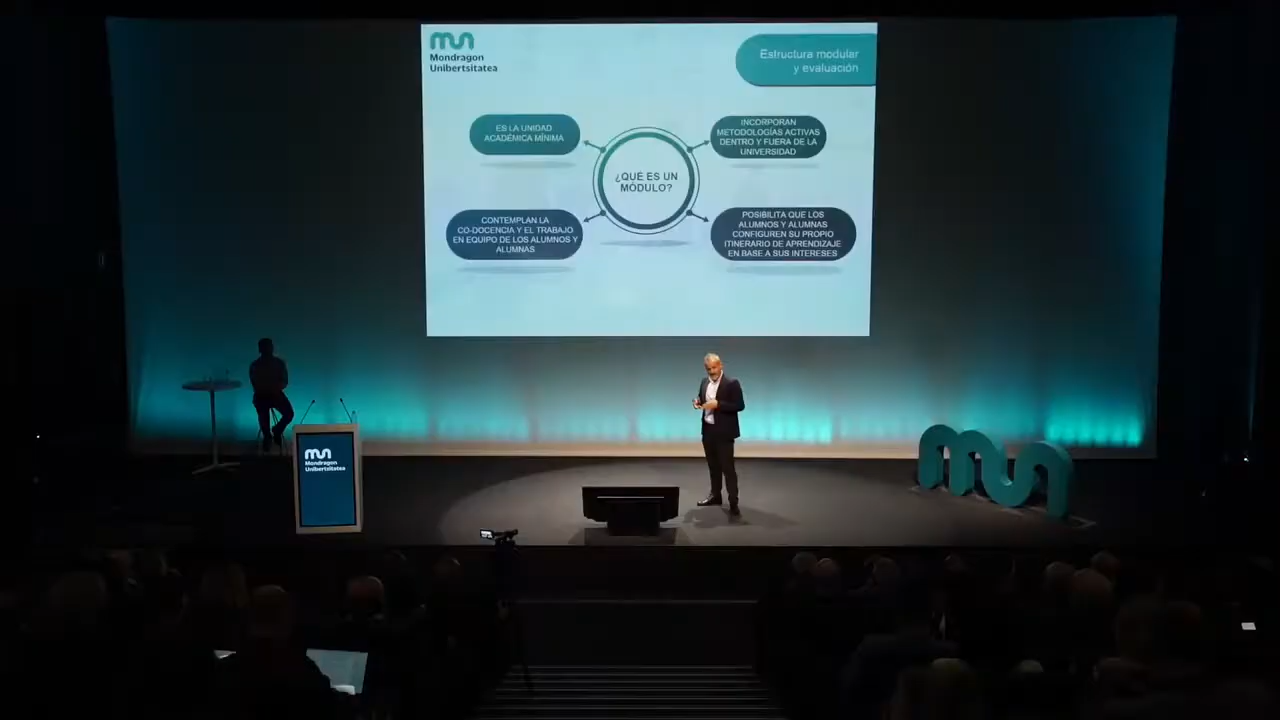 Mondragon
Unibertsitatea
Estructura modular
y evaluación
ES LA UNIDAD
ACADÉMICA MÍNIMA
INCORPORAN
METODOLOGÍAS ACTIVAS
DENTRO Y FUERA DE LA
UNIVERSIDAD
¿QUÉ ES UN
MÓDULO?
CONTEMPLAN LA
CO-DOCENCIA Y EL TRABAJO
EN EQUIPO DE LOS ALUMNOS Y
ALUMNAS
POSIBILITA QUE LOS
ALUMNOS Y ALUMNAS
CONFIGUREN SU PROPIO
ITINERARIO DE APRENDIZAJE
EN BASE A SUS INTERESES
Mondragon
Unibertsitatea